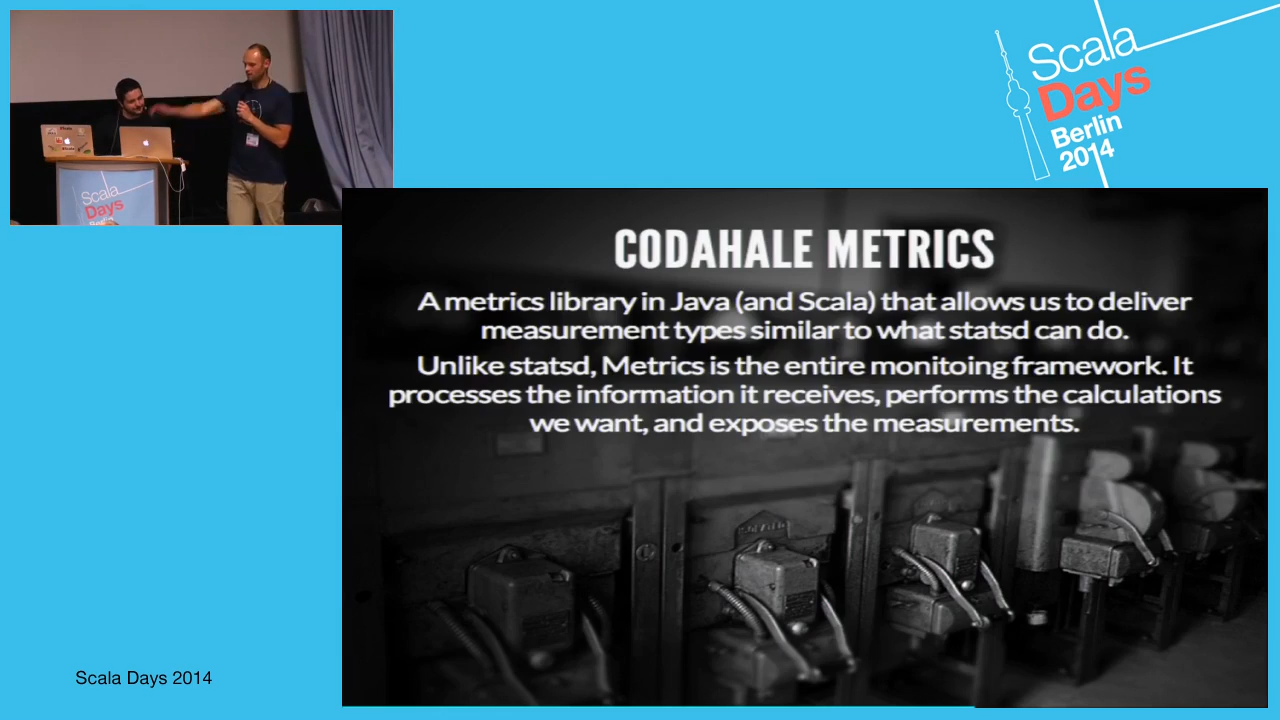 Scala
Days
Berlin
2014
Scala
Days
Berlin
CODAHALE METRICS
A metrics library in Java (and Scala) that allows us to deliver
measurement types similar to what statsd can do.
Unlike statsd, Metrics is the entire monitoing framework. It
processes the information it receives, performs the calculations
we want, and exposes the measurements.
Scala Days 2014